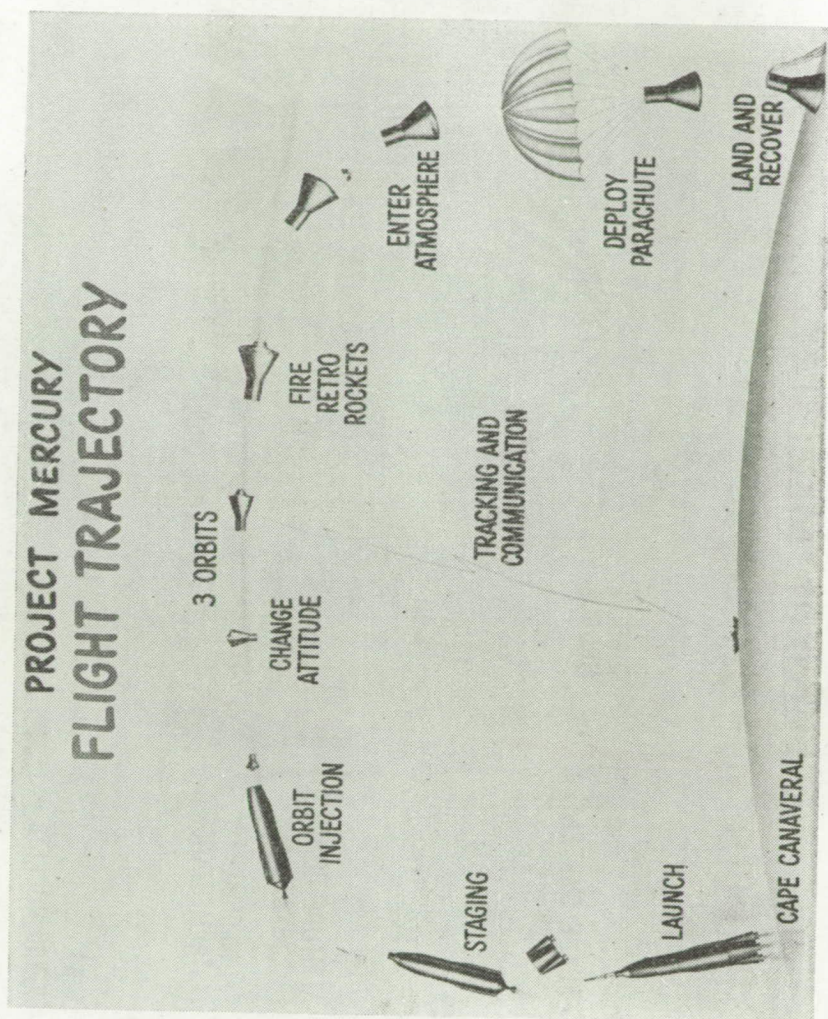 PROJECT MERCURY
FLIGHT TRAJECTORY
3 ORBITS
CAPE CANAVERAL
LAUNCH
STAGING
ORBIT
INJECTION
CHANGE
ATTITUDE
FIRE
RETRO
ROCKETS
ENTER
ATMOSPHERE
DEPLOY
PARACHUTE
LAND AND
RECOVER
TRACKING AND
COMMUNICATION